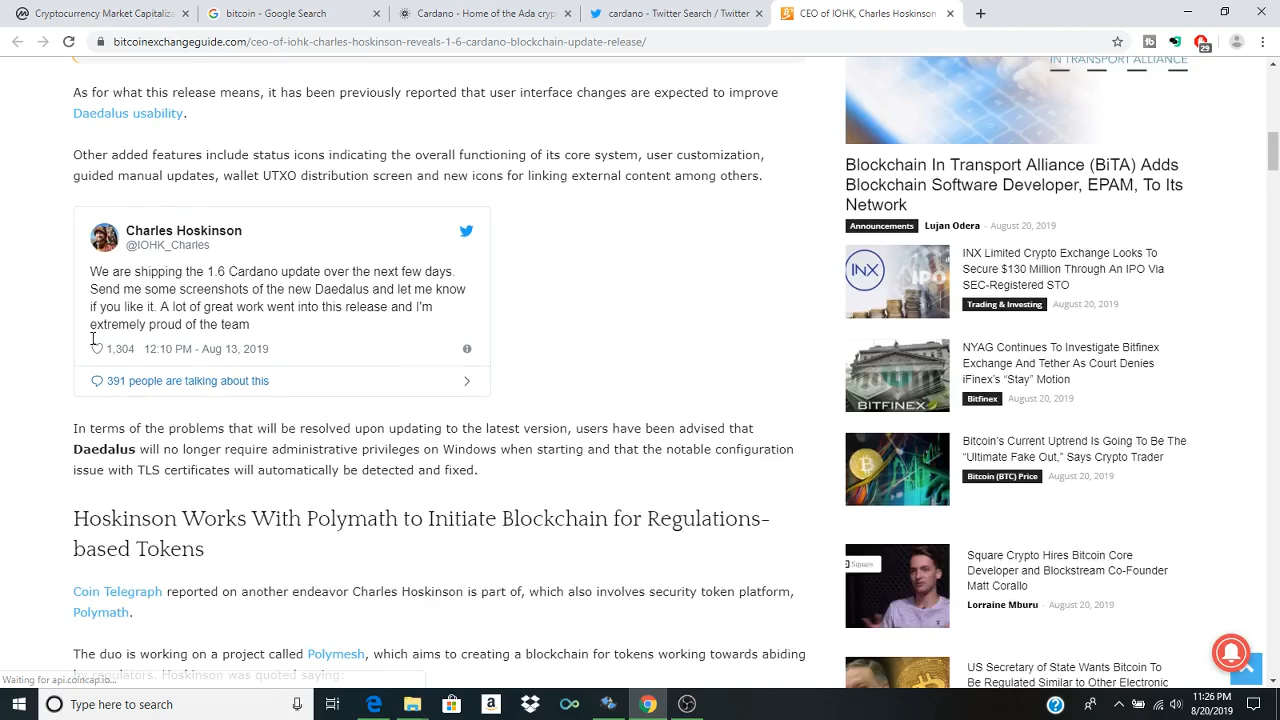 Cardano (ADA) price, charts, m
charles hoskinson - Google Sea
Home | CharlesHoskinson.cryp
cardano - Twitter Search / Twit
CEO of IOHK Charles Hoskinson
bitcoinexchangeguide.com/ceo-of-iohk-charles-hoskinson-reveals-1-6-cardano-blockchain-update-release/
29
As for what this release means, it has been previously reported that user interface changes are expected to improve
Daedalus usability.
Other added features include status icons indicating the overall functioning of its core system, user customization,
guided manual updates, wallet UTXO distribution screen and new icons for linking external content among others.
Charles Hoskinson
@IOHK_Charles
We are shipping the 1.6 Cardano update over the next few days.
Send me some screenshots of the new Daedalus and let me know
if you like it. A lot of great work went into this release and I'm
extremely proud of the team
1,304 12:10 PM - Aug 13, 2019
391 people are talking about this
In terms of the problems that will be resolved upon updating to the latest version, users have been advised that
Daedalus will no longer require administrative privileges on Windows when starting and that the notable configuration
issue with TLS certificates will automatically be detected and fixed.
Hoskinson Works With Polymath to Initiate Blockchain for Regulations-
based Tokens
Coin Telegraph reported on another endeavor Charles Hoskinson is part of, which also involves security token platform,
Polymath.
The duo is working on a project called Polymesh, which aims to creating a blockchain for tokens working towards abiding
by regulators. Hoskinson was quoted saying:
Waiting for api.coincap.io...
IN TRANSPORT ALLIANCE
Blockchain In Transport Alliance (BiTA) Adds
Blockchain Software Developer, EPAM, To Its
Network
Announcements Lujan Odera - August 20, 2019
INX
IPO
INX Limited Crypto Exchange Looks To
Secure $130 Million Through An IPO Via
SEC-Registered STO
Trading & Investing August 20, 2019
BITFINEX
NYAG Continues To Investigate Bitfinex
Exchange And Tether As Court Denies
iFinex's “Stay” Motion
Bitfinex August 20, 2019
Bitcoin's Current Uptrend Is Going To Be The
“Ultimate Fake Out,” Says Crypto Trader
Bitcoin (BTC) Price August 20, 2019
Square
Square Crypto Hires Bitcoin Core
Developer and Blockstream Co-Founder
Matt Corallo
Lorraine Mburu - August 20, 2019
US Secretary of State Wants Bitcoin To
Be Regulated Similar to Other Electronic
Type here to search
11:26 PM
8/20/2019